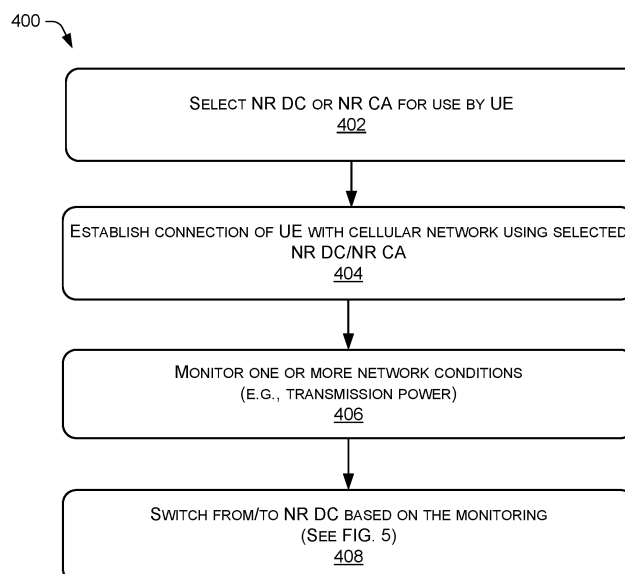 400
SELECT NR DC OR NR CA FOR USE BY UE
402
ESTABLISH CONNECTION OF UE WITH CELLULAR NETWORK USING SELECTED
NR DC/NR CA
404
MONITOR ONE OR MORE NETWORK CONDITIONS
(E.G., TRANSMISSION POWER)
406
SWITCH FROM/TO NR DC BASED ON THE MONITORING
(SEE FIG. 5)
408